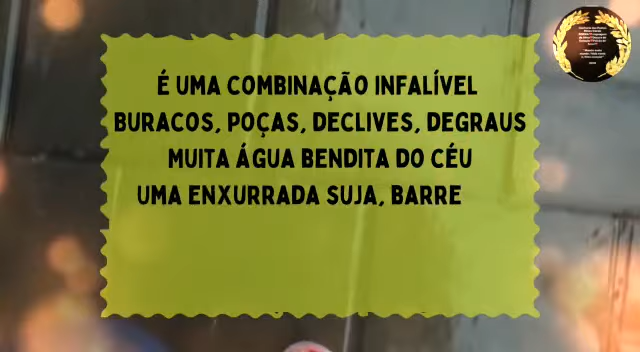 É UMA COMBINAÇÃO INFALÍVEL
BURACOS, POÇAS, DECLIVES, DEGRAUS
MUITA ÁGUA BENDITA DO CÉU
UMA ENXURRADA SUJA, BARRE